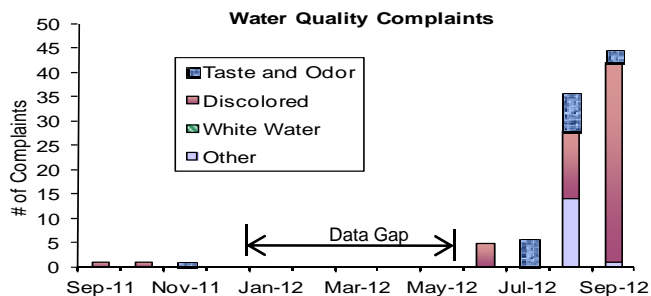 Water Quality Complaints
# of Complaints
50
45
40
35
30
25
20
15
10
5
0
Taste and Odor
Discolored
White Water
Other
Data Gap
Sep-11 Nov-11 Jan-12 Mar-12 May-12 Jul-12 Sep-12